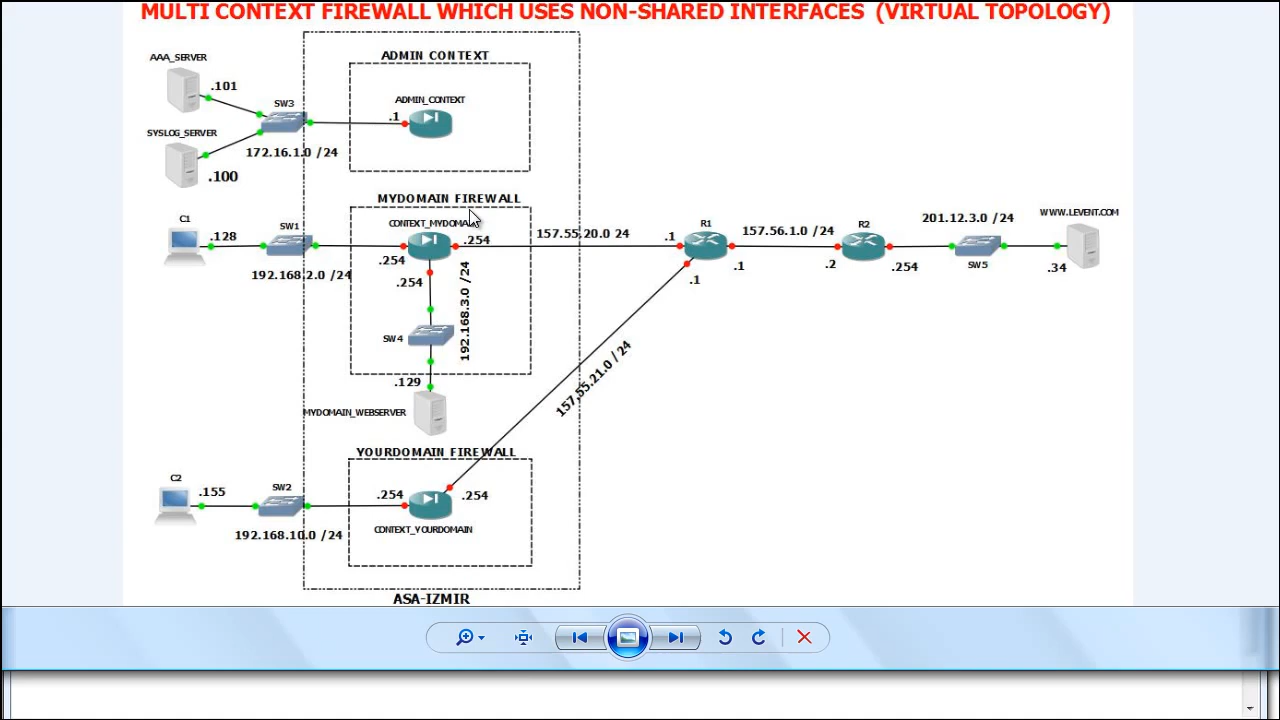 MULTI CONTEXT FIREWALL WHICH USES NON-SHARED INTERFACES (VIRTUAL TOPOLOGY)
ADMIN CONTEXT
AAA_SERVER
.101
SW3
ADMIN_CONTEXT
.1
SYSLOG_SERVER
172.16.1.0 /24
.100
MYDOMAIN FIREWALL
C1
.128
SW1
CONTEXT_MYDOMAIN
.254
157.55.20.0 24
.1
R1
157.56.1.0 /24
R2
201.12.3.0 /24
WWW.LEVENT.COM
192.168.2.0 /24
.254
.254
.1
.1
.2
.254
SW5
.34
192.168.3.0 /24
SW4
.129
157.55.21.0 / 24
MYDOMAIN_WEBSERVER
YOURDOMAIN FIREWALL
C2
.155
SW2
.254
.254
192.168.10.0 /24
CONTEXT_YOURDOMAIN
ASA-IZMIR